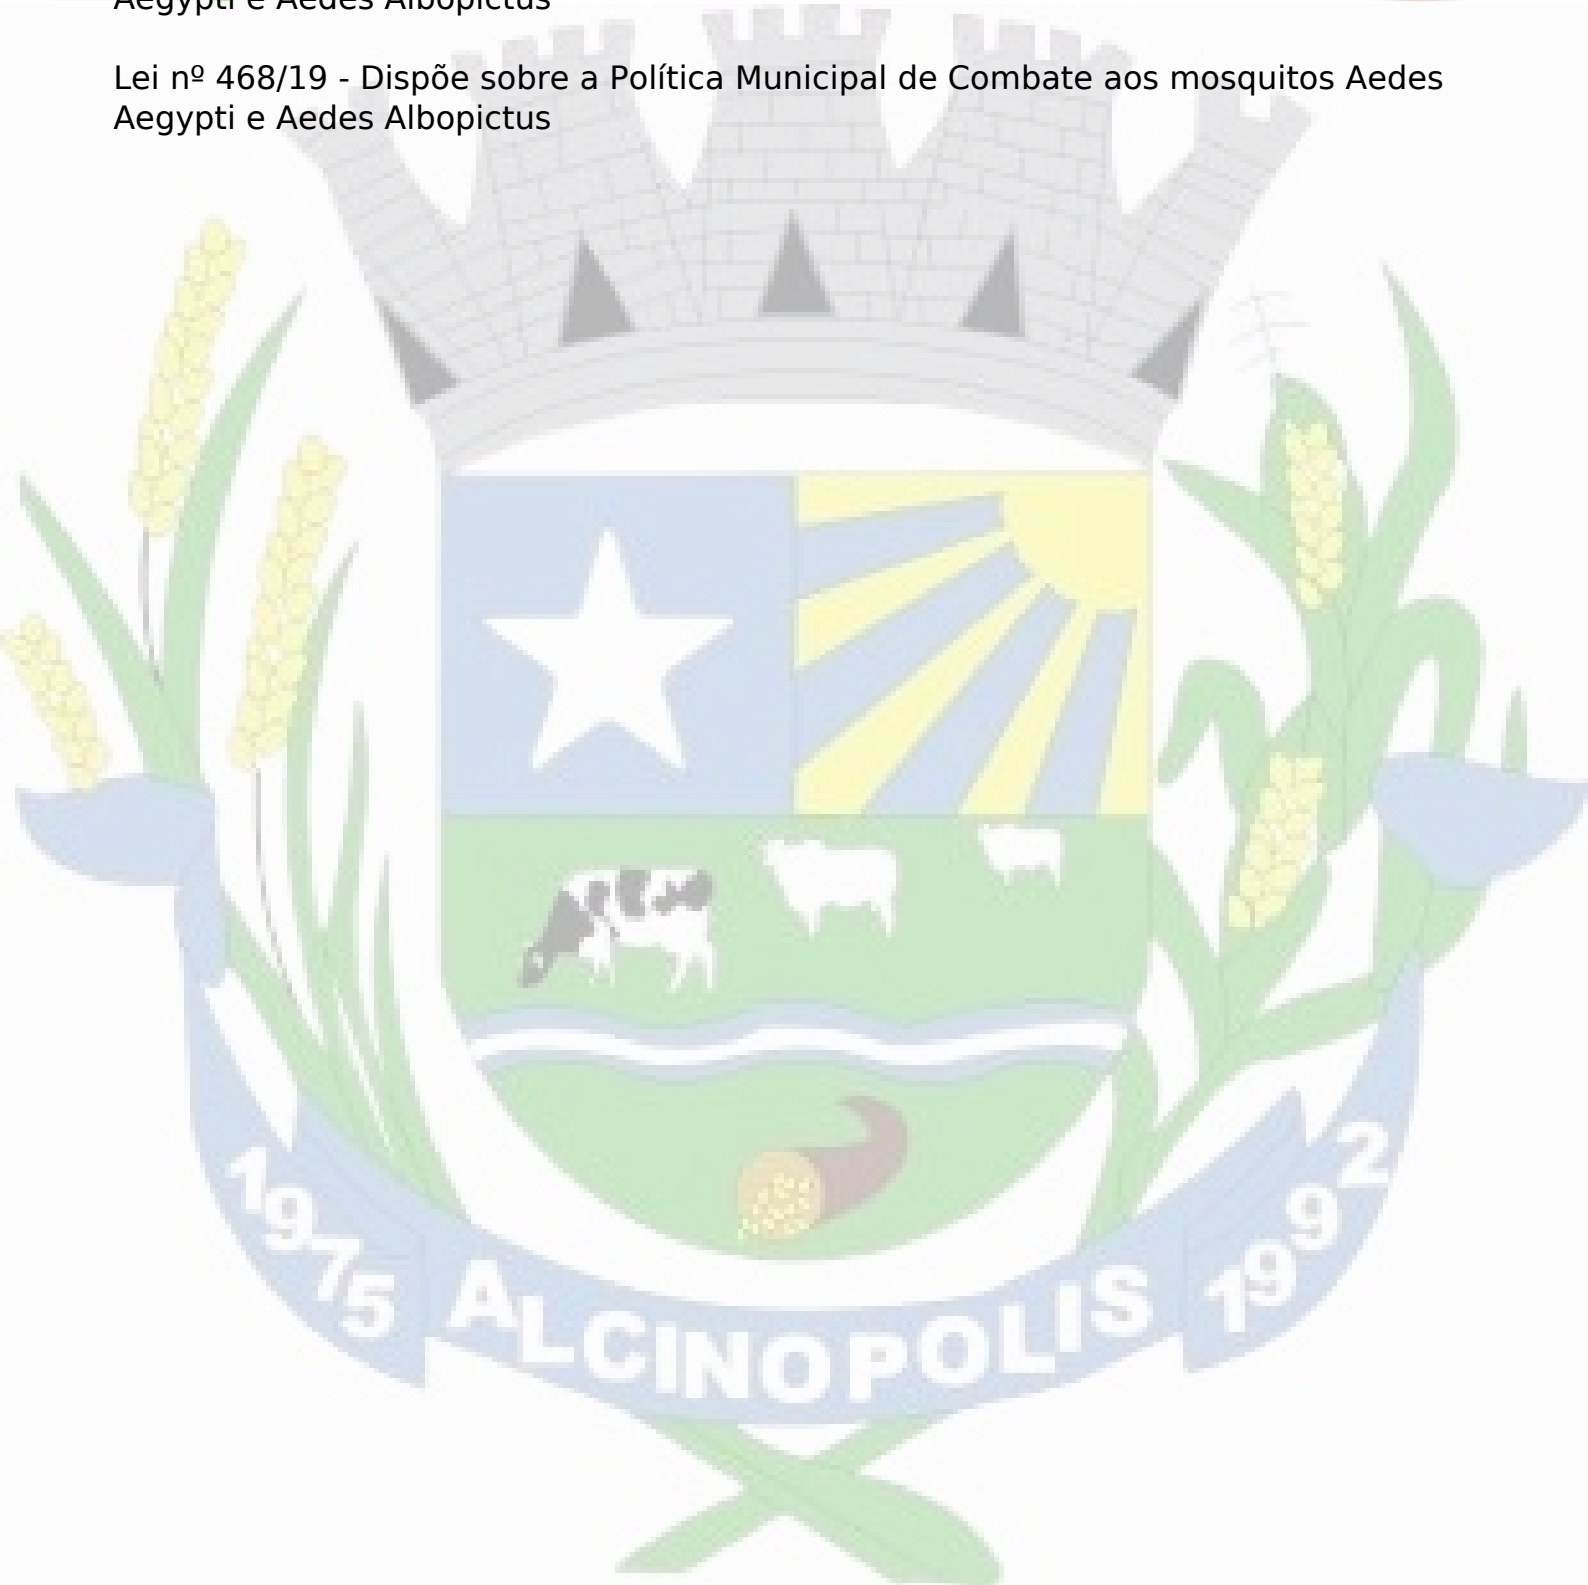 Aegypti e Aedes Albopictus
Lei nº 468/19 - Dispõe sobre a Política Municipal de Combate aos mosquitos Aedes
Aegypti e Aedes Albopictus
1975
ALCINOPOLIS
1992